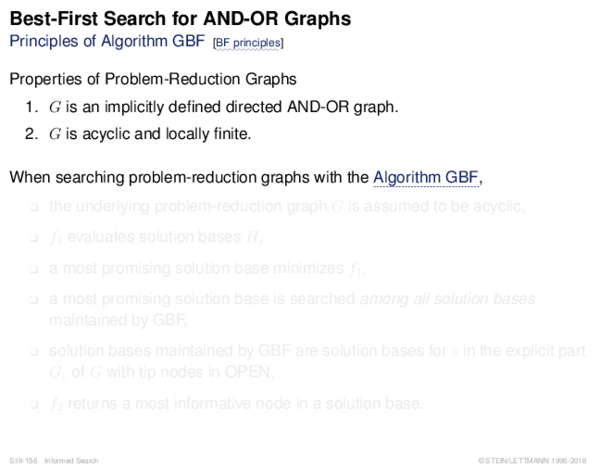 Best-First Search for AND-OR Graphs
Principles of Algorithm GBF [BF principles]
Properties of Problem-Reduction Graphs
1. G is an implicitly defined directed AND-OR graph.
2. G is acyclic and locally finite.
When searching problem-reduction graphs with the Algorithm GBF,
❑ the underlying problem-reduction graph G is assumed to be acyclic,
❑ f₁ evaluates solution bases H,
❑ a most promising solution base minimizes f₁,
❑ a most promising solution base is searched among all solution bases
maintained by GBF,
❑ solution bases maintained by GBF are solution bases for s in the explicit part
Gₑ of G with tip nodes in OPEN,
❑ f₂ returns a most informative node in a solution base.
S:III-156 Informed Search ©STEIN/LETTMANN 1998-2018